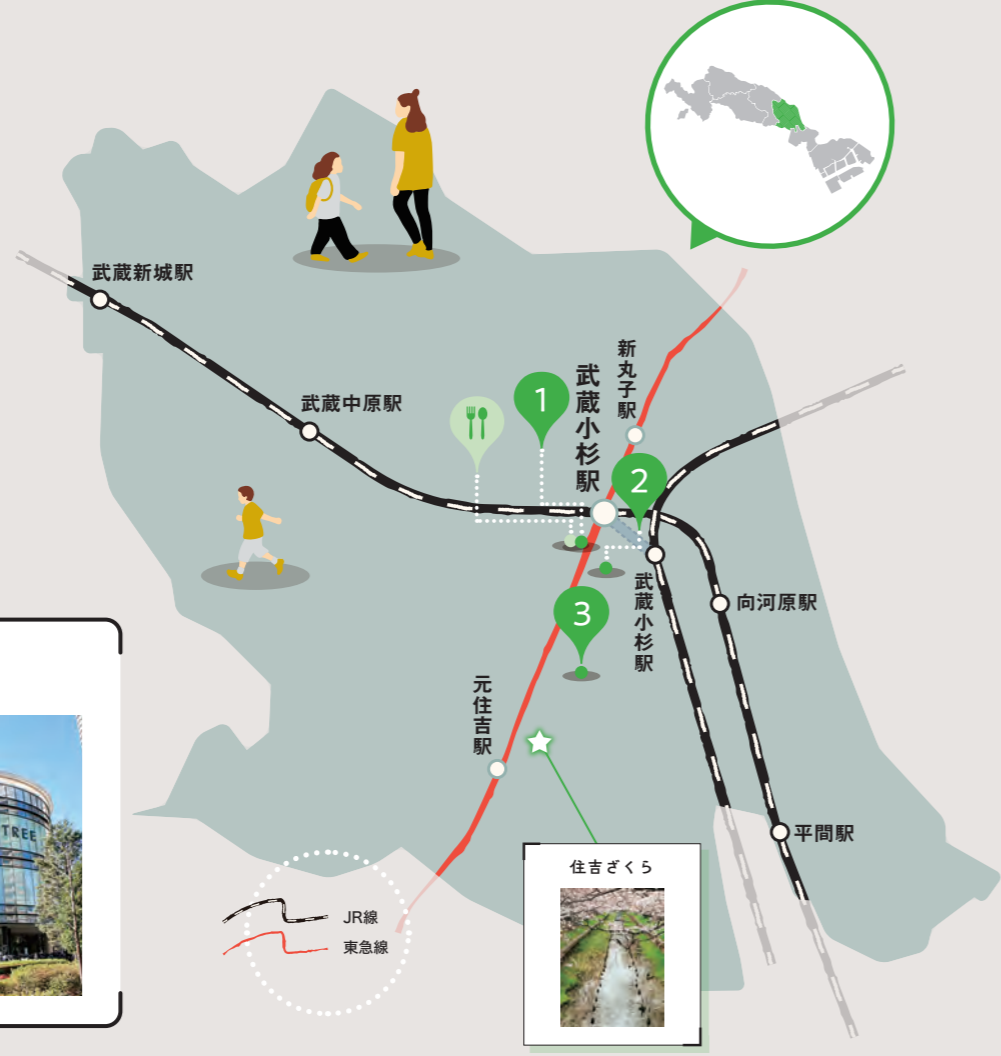 武蔵新城駅
武蔵中原駅
1
武蔵小杉駅
新丸子駅
2
武蔵小杉駅
向河原駅
3
元住吉駅
平間駅
TREE
住吉ざくら
JR線
東急線